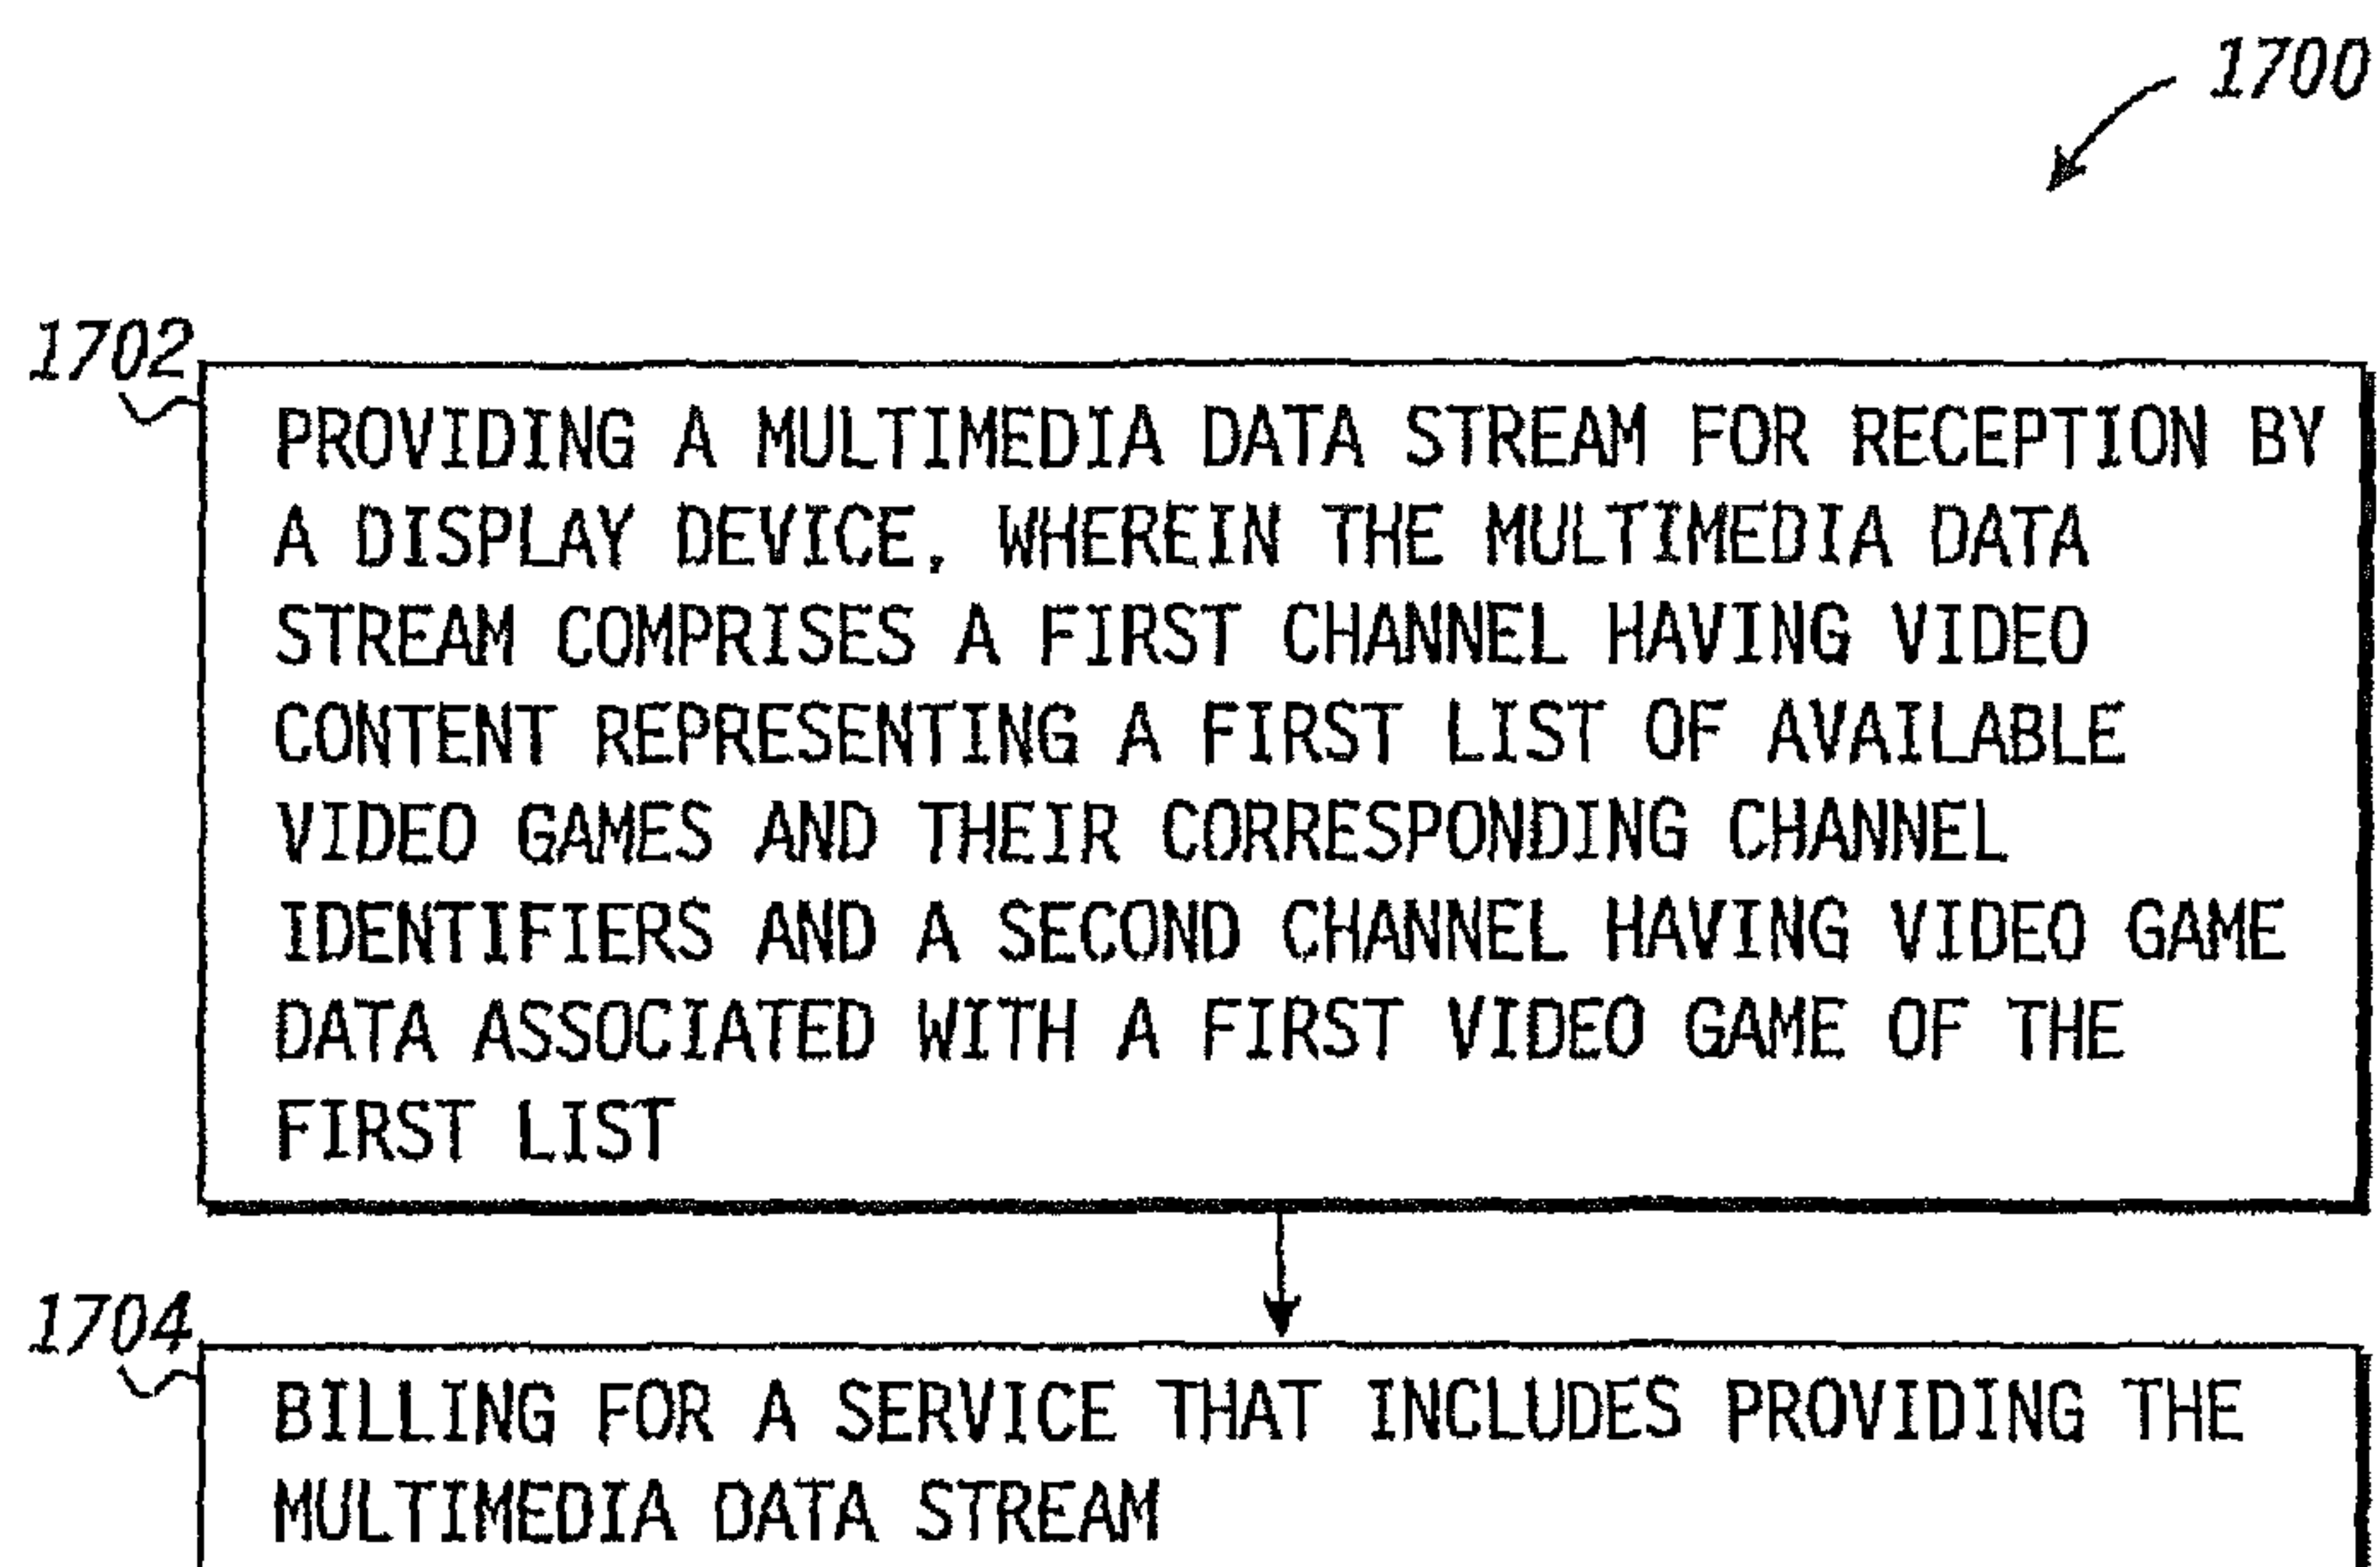 1700
1702
PROVIDING A MULTIMEDIA DATA STREAM FOR RECEPTION BY
A DISPLAY DEVICE, WHEREIN THE MULTIMEDIA DATA
STREAM COMPRISES A FIRST CHANNEL HAVING VIDEO
CONTENT REPRESENTING A FIRST LIST OF AVAILABLE
VIDEO GAMES AND THEIR CORRESPONDING CHANNEL
IDENTIFIERS AND A SECOND CHANNEL HAVING VIDEO GAME
DATA ASSOCIATED WITH A FIRST VIDEO GAME OF THE
FIRST LIST
1704
BILLING FOR A SERVICE THAT INCLUDES PROVIDING THE
MULTIMEDIA DATA STREAM